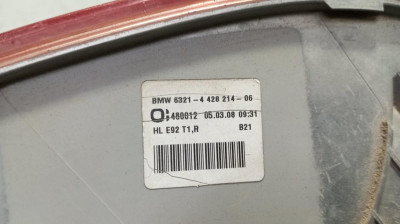 BMW 6321-4 428 214-06
480012 05.03.08 09:31
HL E92 T1,R B21